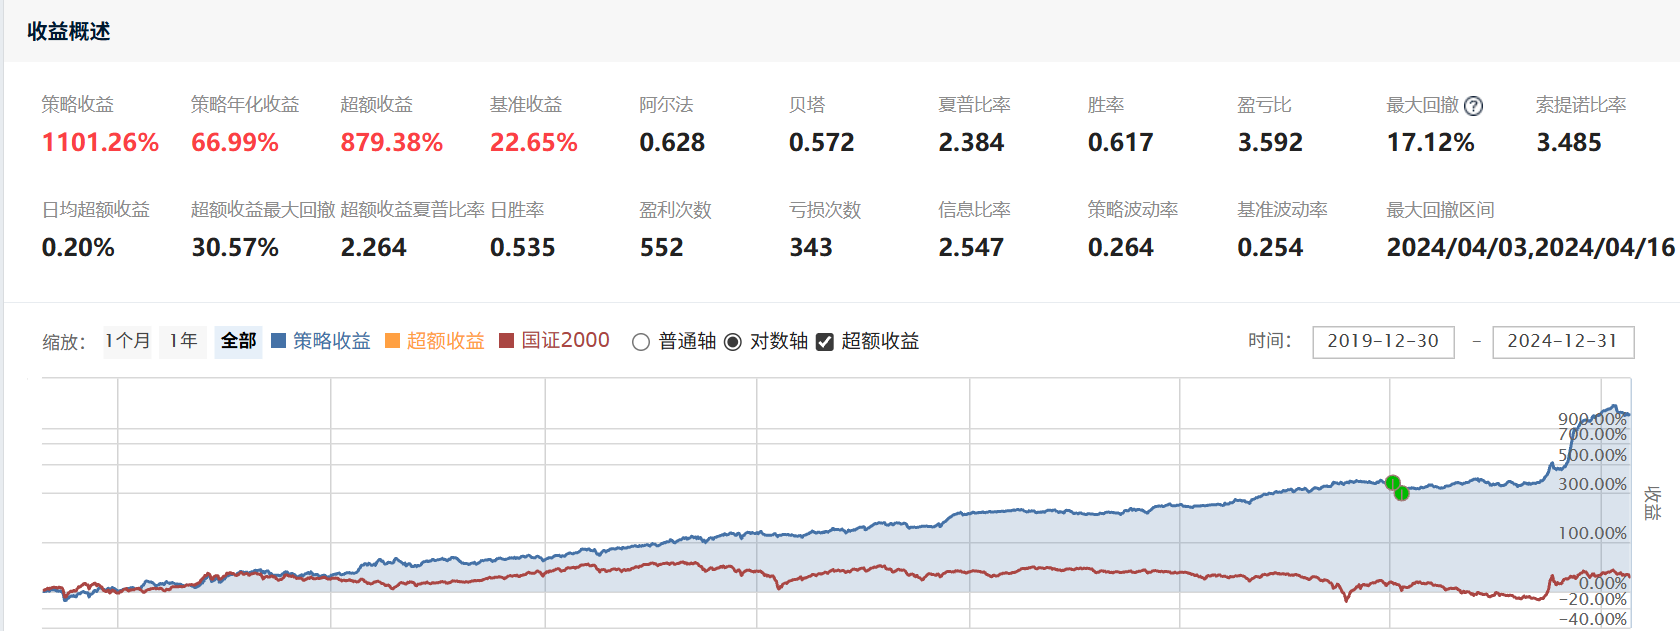 收益概述
策略收益 策略年化收益 超额收益 基准收益 阿尔法 贝塔 夏普比率 胜率 盈亏比 最大回撤 ? 索提诺比率
1101.26% 66.99% 879.38% 22.65% 0.628 0.572 2.384 0.617 3.592 17.12% 3.485
日均超额收益 超额收益最大回撤 超额收益夏普比率 日胜率 盈利次数 亏损次数 信息比率 策略波动率 基准波动率 最大回撤区间
0.20% 30.57% 2.264 0.535 552 343 2.547 0.264 0.254 2024/04/03,2024/04/16
缩放: 1个月 1年 全部 策略收益 超额收益 国证2000 普通轴 对数轴 超额收益 时间: 2019-12-30 - 2024-12-31
900.00%
700.00%
500.00%
300.00%
100.00%
0.00%
-20.00%
-40.00%
收益